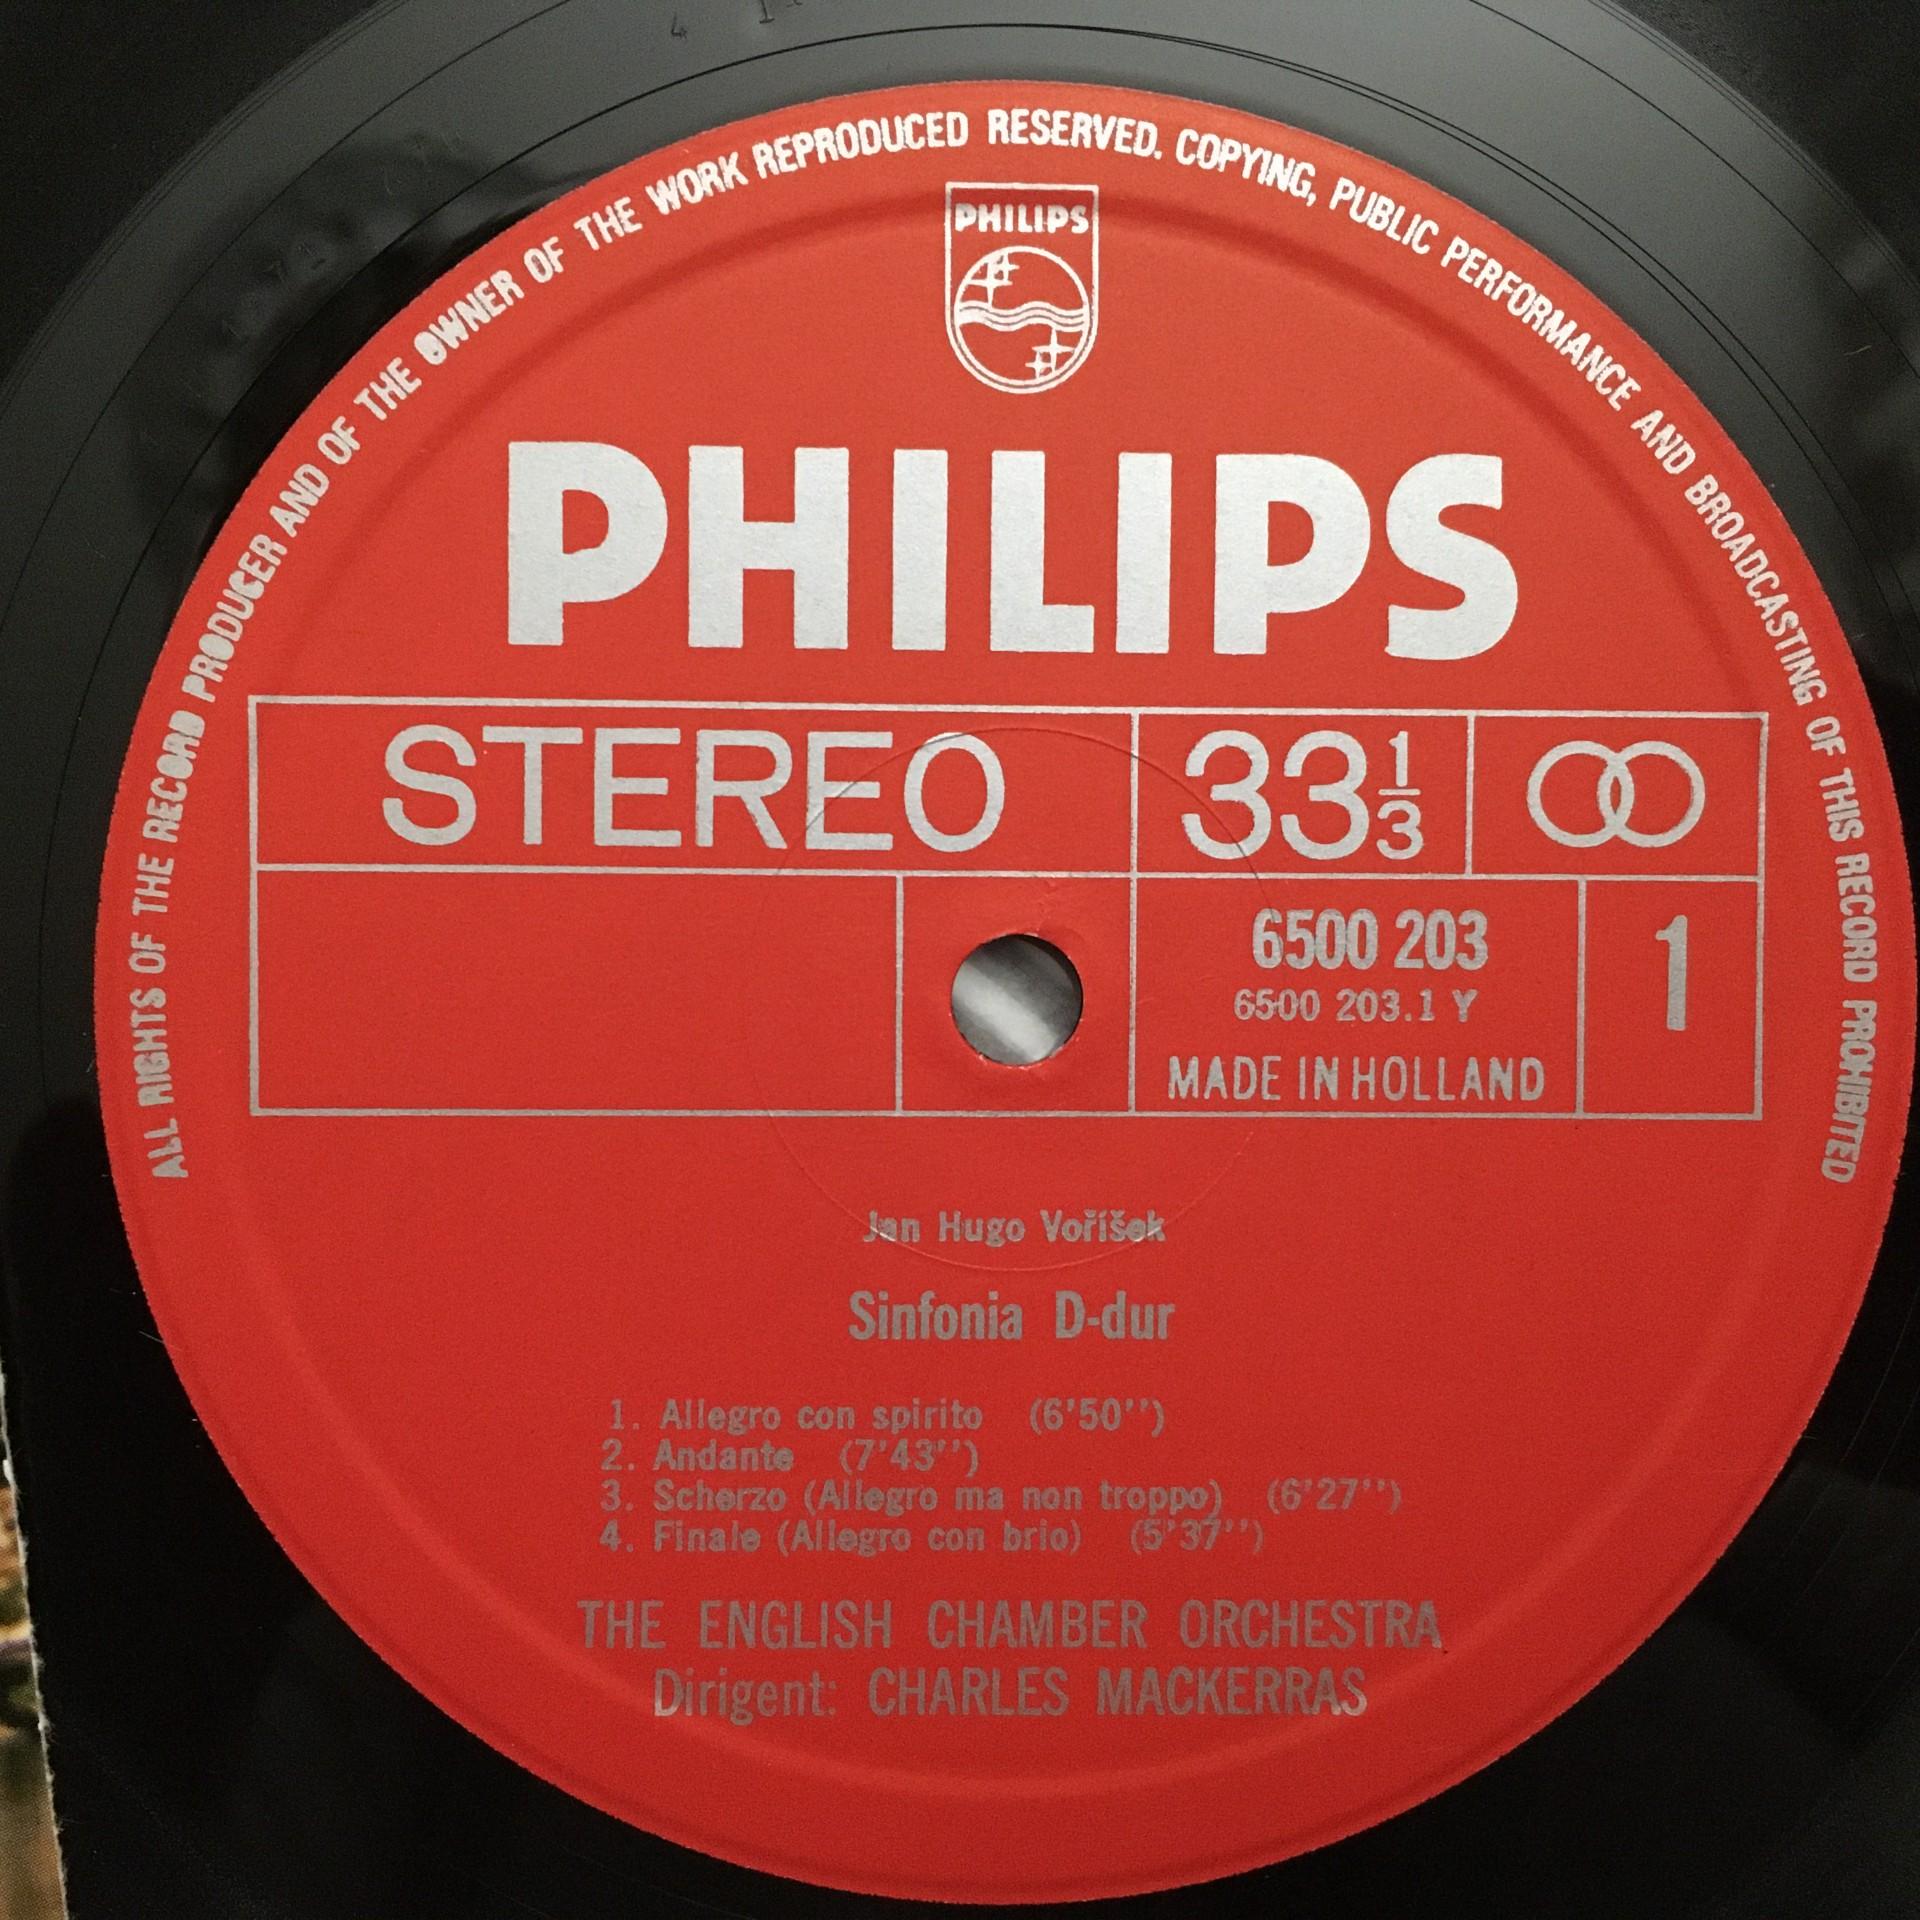 ALL RIGHTS OF THE RECORD PRODUCER AND OF THE OWNER OF THE WORK REPRODUCED RESERVED. COPYING, PUBLIC PERFORMANCE AND BROADCASTING OF THIS RECORD PROHIBITED
PHILIPS
PHILIPS
STEREO 33 1/3
6500 203 1
6500 203.1 Y
MADE IN HOLLAND
Jan Hugo Voříšek
Sinfonia D-dur
1. Allegro con spirito (6'50'')
2. Andante (7'43'')
3. Scherzo (Allegro ma non troppo) (6'27'')
4. Finale (Allegro con brio) (5'37'')
THE ENGLISH CHAMBER ORCHESTRA
Dirigent: CHARLES MACKERRAS